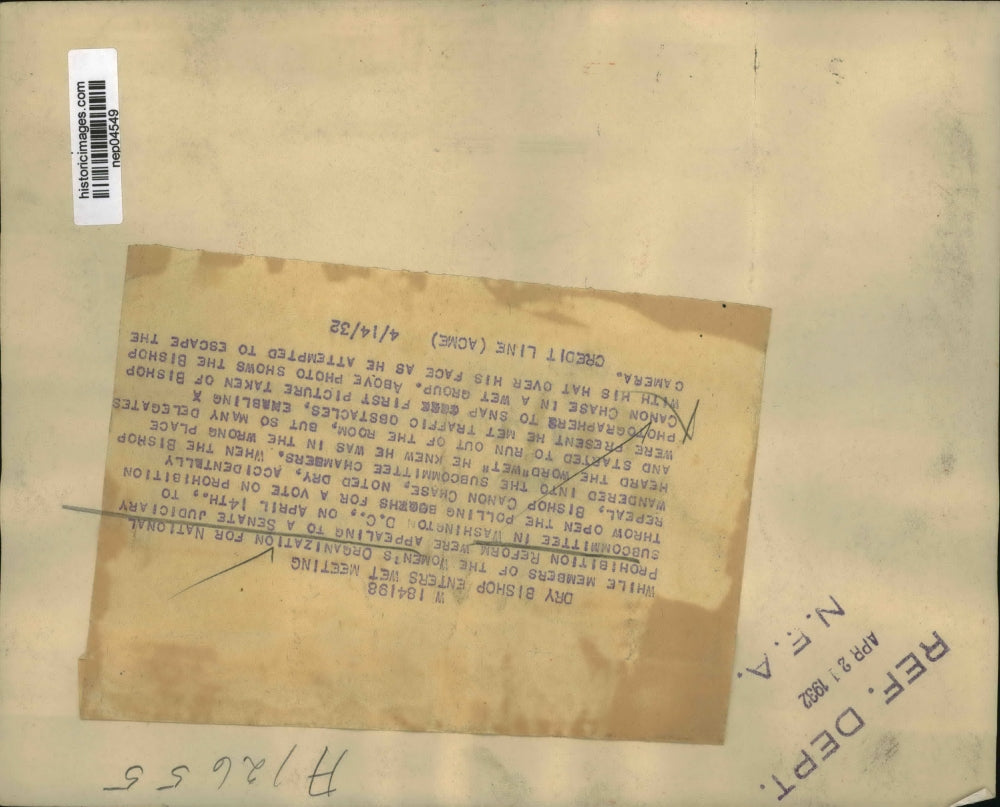 historicimages.com
nep04549
W 184198
DRY BISHOP ENTERS WET MEETING
WHILE MEMBERS OF THE WOMEN'S ORGANIZATION FOR NATIONAL
PROHIBITION REFORM WERE APPEALING TO A SENATE JUDICIARY
SUBCOMMITTEE IN WASHINGTON D.C., ON APRIL 14TH., TO
THROW OPEN THE POLLING BOOTHS FOR A VOTE ON PROHIBITION
REPEAL, BISHOP CANON CHASE, NOTED DRY, ACCIDENTALLY
WANDERED INTO THE SUBCOMMITTEE CHAMBERS. WHEN THE BISHOP
HEARD THE WORD"WET" HE KNEW HE WAS IN THE WRONG PLACE
AND STARTED TO RUN OUT OF THE ROOM, BUT SO MANY DELEGATES
WERE PRESENT HE MET TRAFFIC OBSTACLES, ENABLING X
PHOTOGRAPHERS TO SNAP FIRST PICTURE TAKEN OF BISHOP
CANON CHASE IN A WET GROUP. ABOVE PHOTO SHOWS THE BISHOP
WITH HIS HAT OVER HIS FACE AS HE ATTEMPTED TO ESCAPE THE
CAMERA.
CREDIT LINE (ACME) 4/14/32
REF. DEPT.
APR 21 1932
N. E. A.
A12655